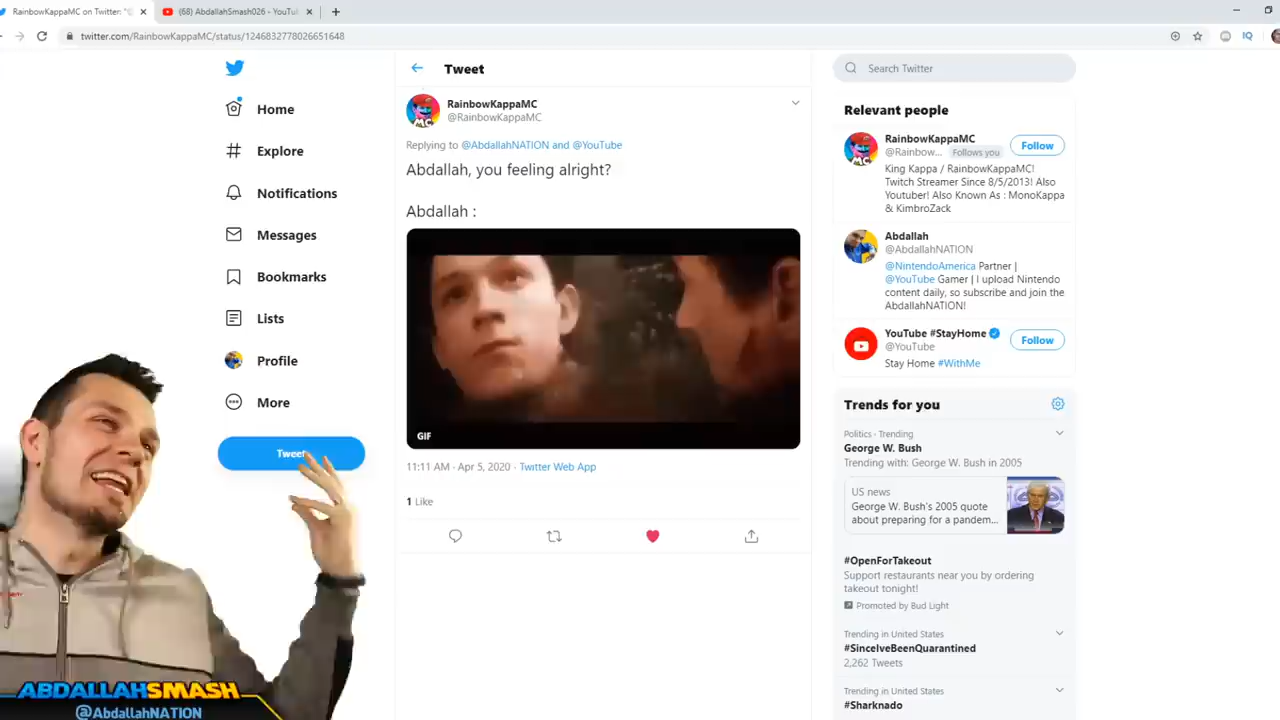 RainbowKappaMC on Twitter: "@
(68) AbdallahSmash026 - YouTu
twitter.com/RainbowKappaMC/status/1246832778026651648
IQ
Home
Explore
Notifications
Messages
Bookmarks
Lists
Profile
More
Tweet
Tweet
RainbowKappaMC
@RainbowKappaMC
Replying to @AbdallahNATION and @YouTube
Abdallah, you feeling alright?
Abdallah :
MC
GIF
11:11 AM · Apr 5, 2020 · Twitter Web App
1 Like
Search Twitter
Relevant people
RainbowKappaMC
@Rainbow... Follows you
Follow
King Kappa / RainbowKappaMC!
Twitch Streamer Since 8/5/2013! Also
Youtuber! Also Known As : MonoKappa
& KimbroZack
Abdallah
@AbdallahNATION
@NintendoAmerica Partner |
@YouTube Gamer | I upload Nintendo
content daily, so subscribe and join the
AbdallahNATION!
YouTube #StayHome
@YouTube
Follow
Stay Home #WithMe
Trends for you
Politics · Trending
George W. Bush
Trending with: George W. Bush in 2005
US news
George W. Bush's 2005 quote
about preparing for a pandem...
#OpenForTakeout
Support restaurants near you by ordering
takeout tonight!
Promoted by Bud Light
Trending in United States
#SinceIveBeenQuarantined
2,262 Tweets
Trending in United States
#Sharknado
ABDALLAHSMASH
@AbdallahNATION